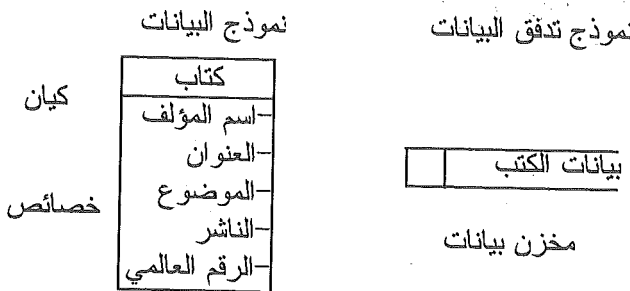 نموذج تدفق البيانات
نموذج البيانات
كتاب
كيان
-اسم المؤلف
-العنوان
-الموضوع
-الناشر
-الرقم العالمي
خصائص
بيانات الكتب
مخزن بيانات